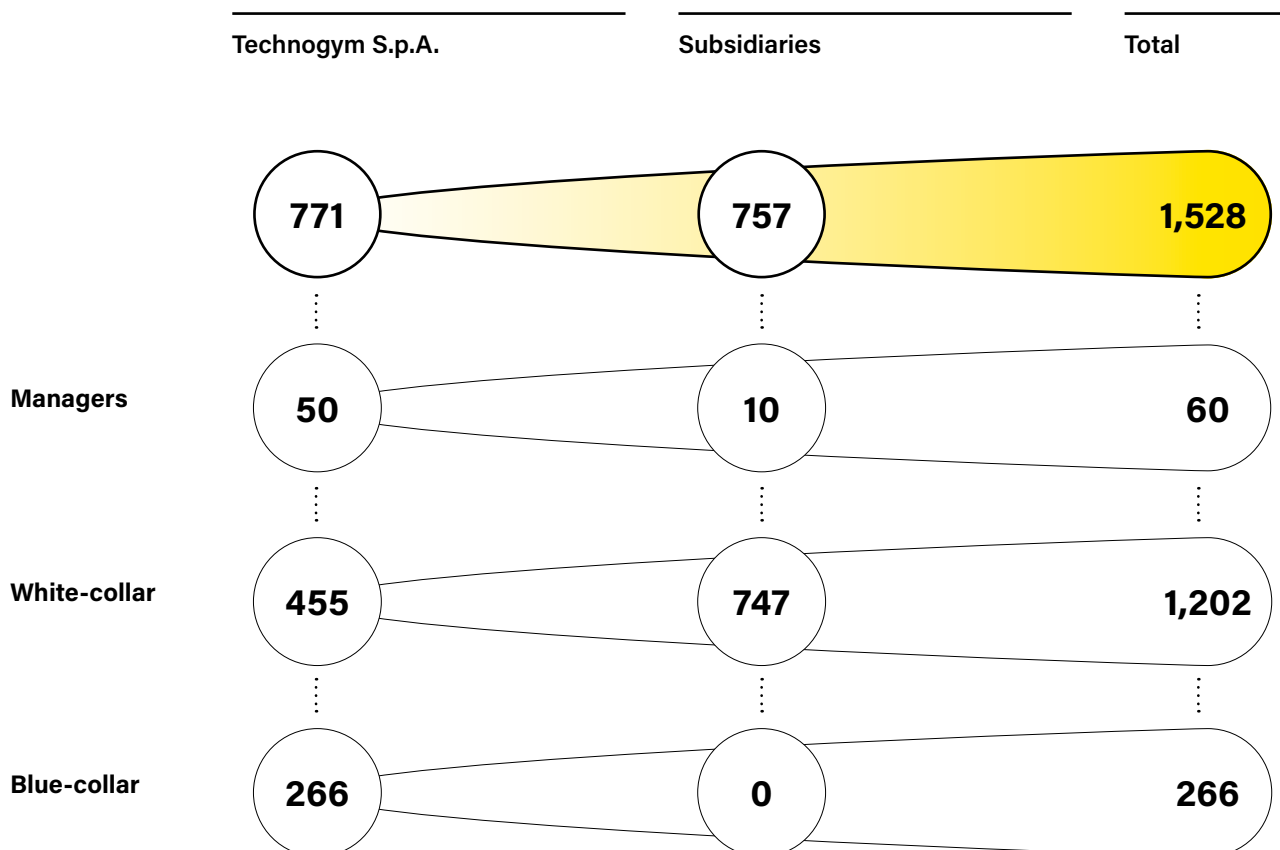 Technogym S.p.A. Subsidiaries Total
771 757 1,528
Managers 50 10 60
White-collar 455 747 1,202
Blue-collar 266 0 266